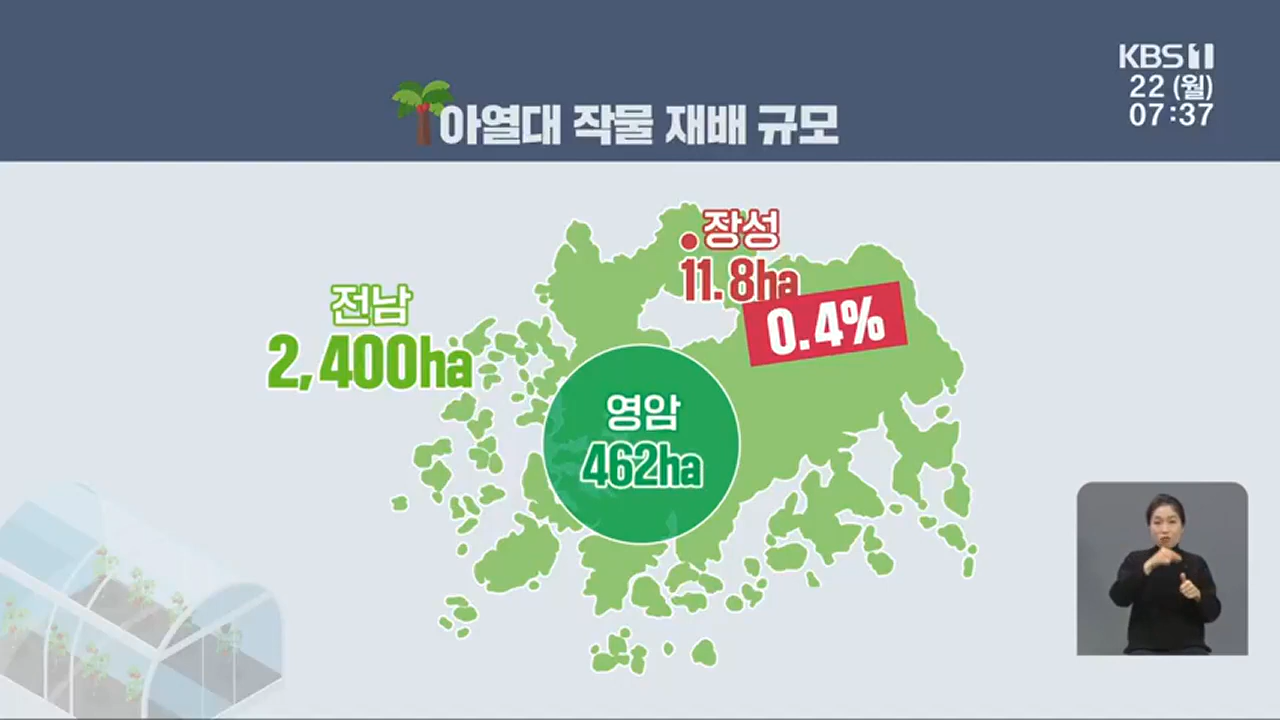 KBS 1
22 (월)
07:37
아열대 작물 재배 규모
장성
11.8ha
0.4%
전남
2,400ha
영암
462ha